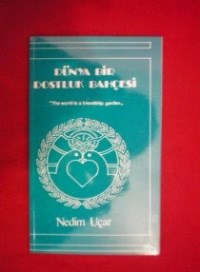 DÜNYA BİR
DOSTLUK BAHÇESİ
"The world is a friendship garden...
Nedim Uçar